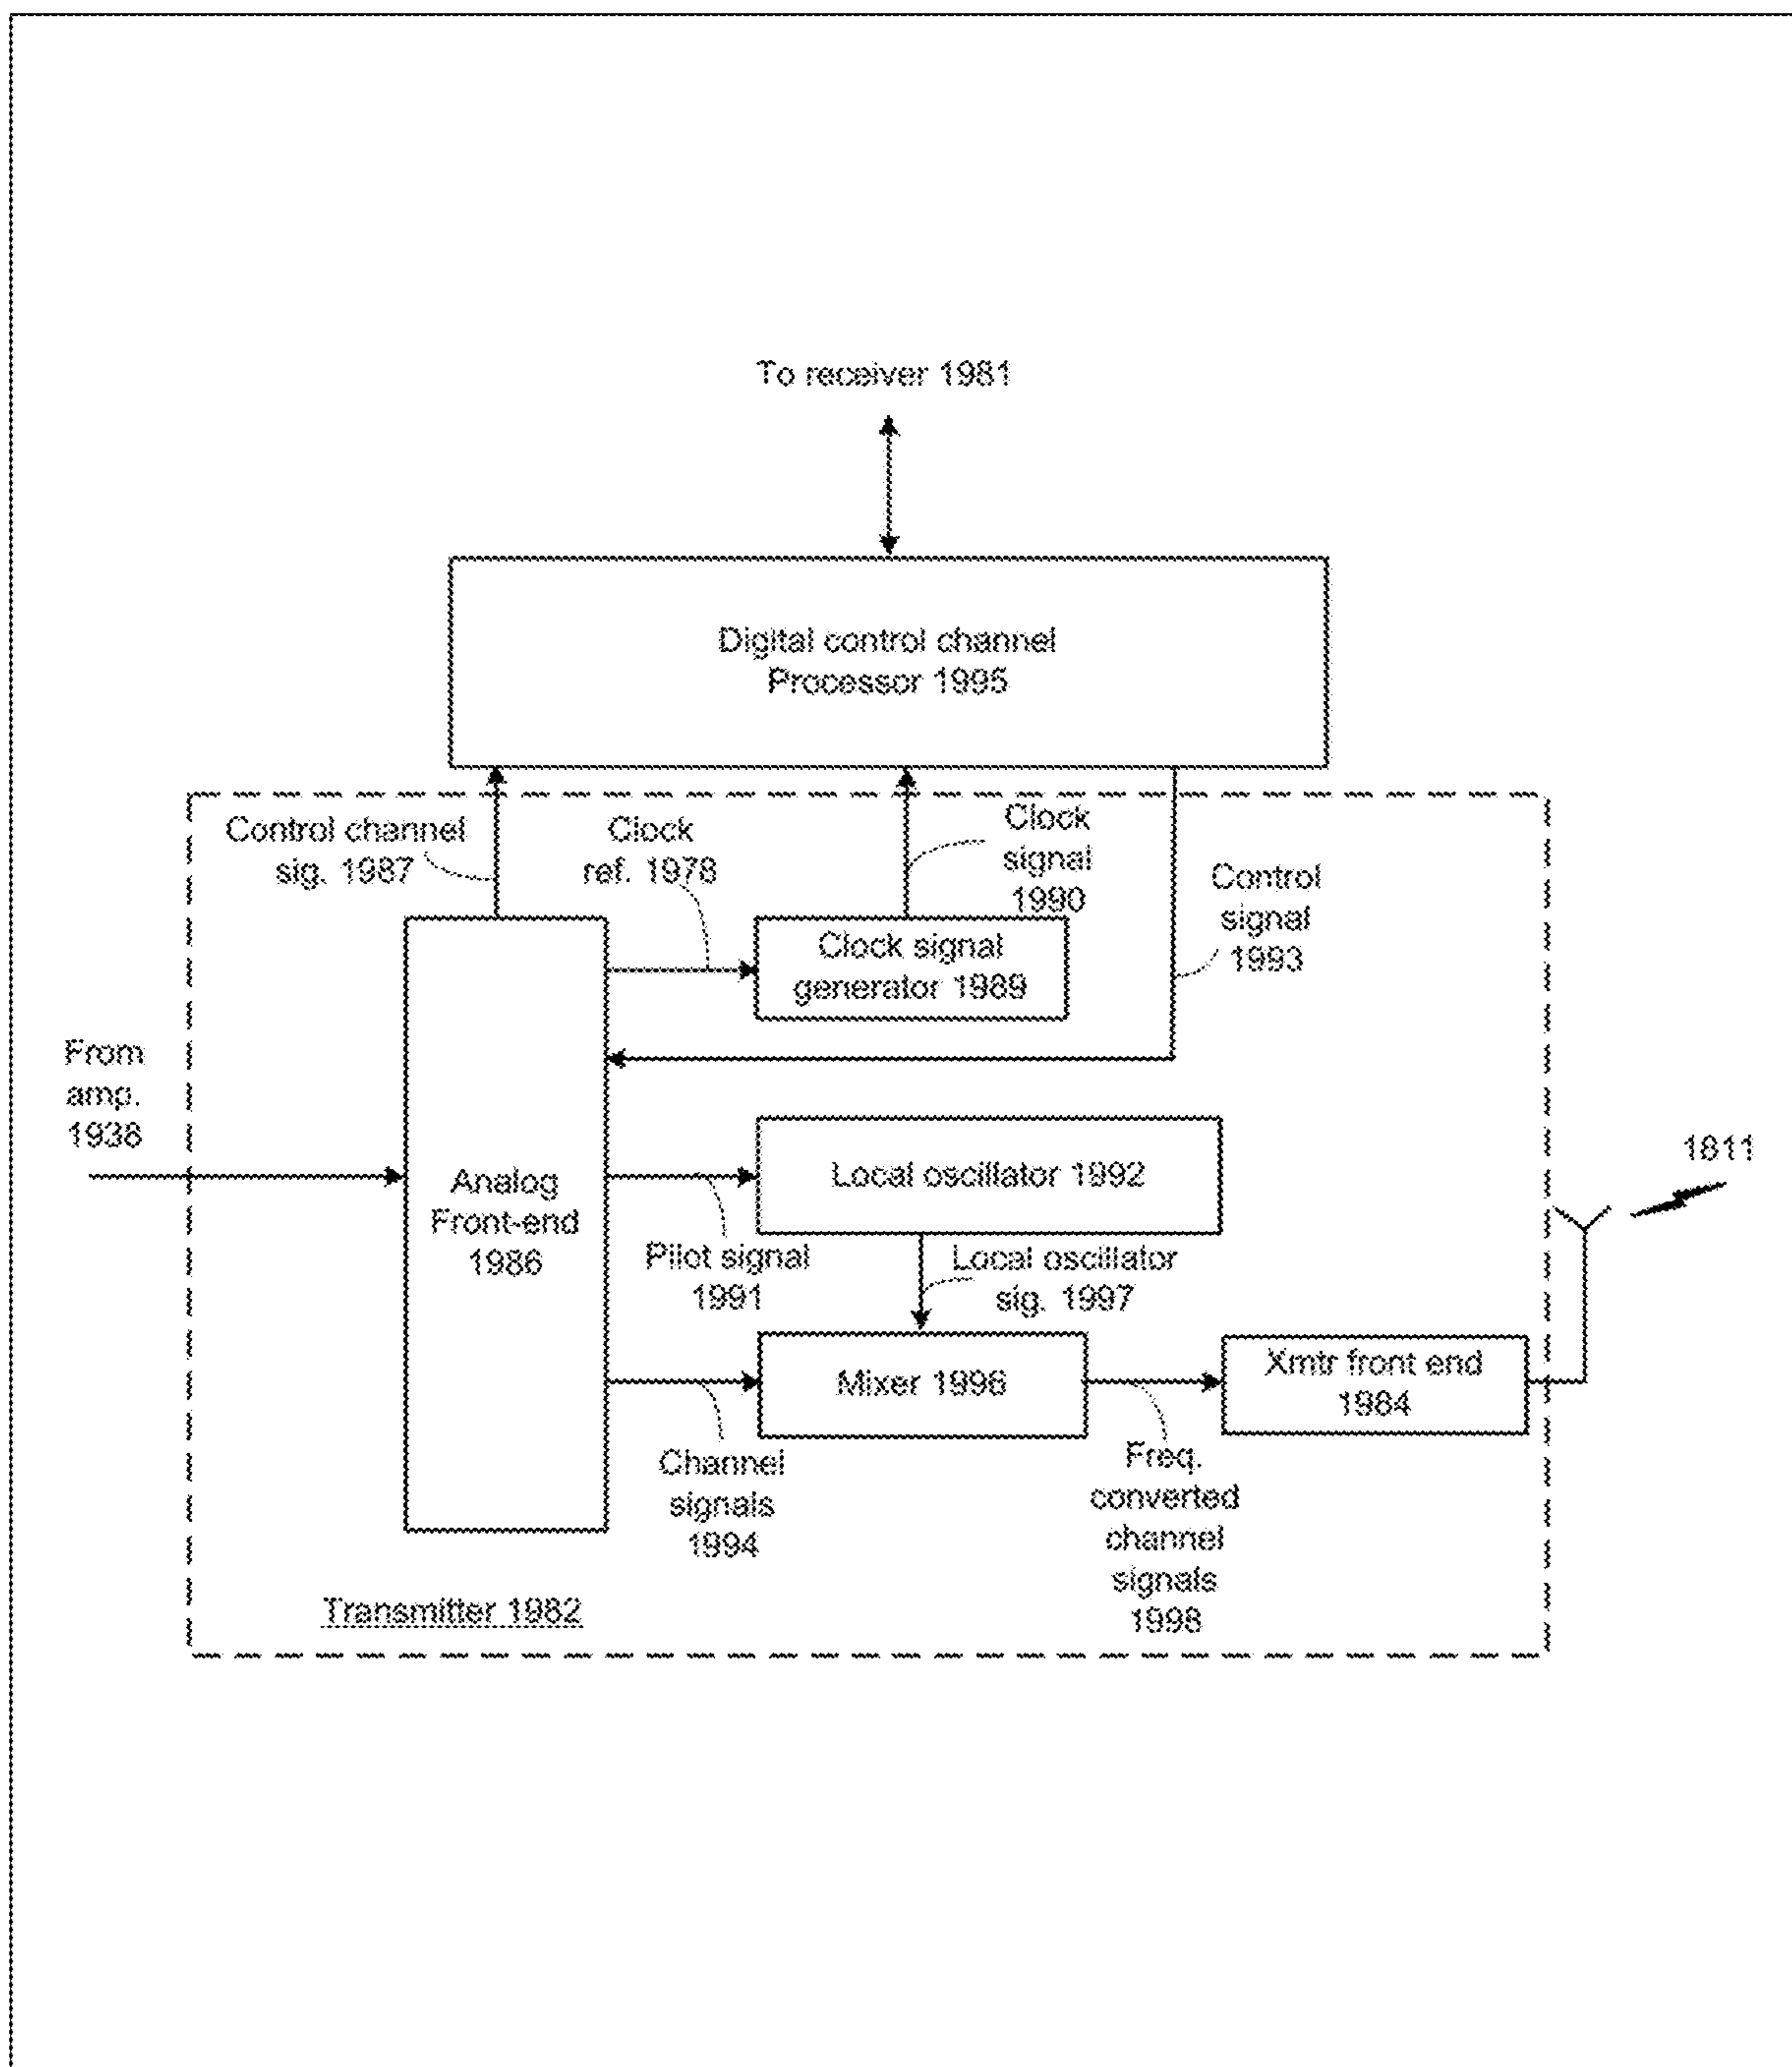 To receiver 1981
Digital control channel
Processor 1995
Control channel
sig. 1987
Clock
ref. 1978
Clock
signal
1990
Control
signal
1993
Clock signal
generator 1989
From
amp.
1938
Analog
Front-end
1986
Local oscillator 1992
1811
Pilot signal
1991
Local oscillator
sig. 1997
Mixer 1996
Xmtr front end
1984
Channel
signals
1994
Freq.
converted
channel
signals
1998
Transmitter 1982